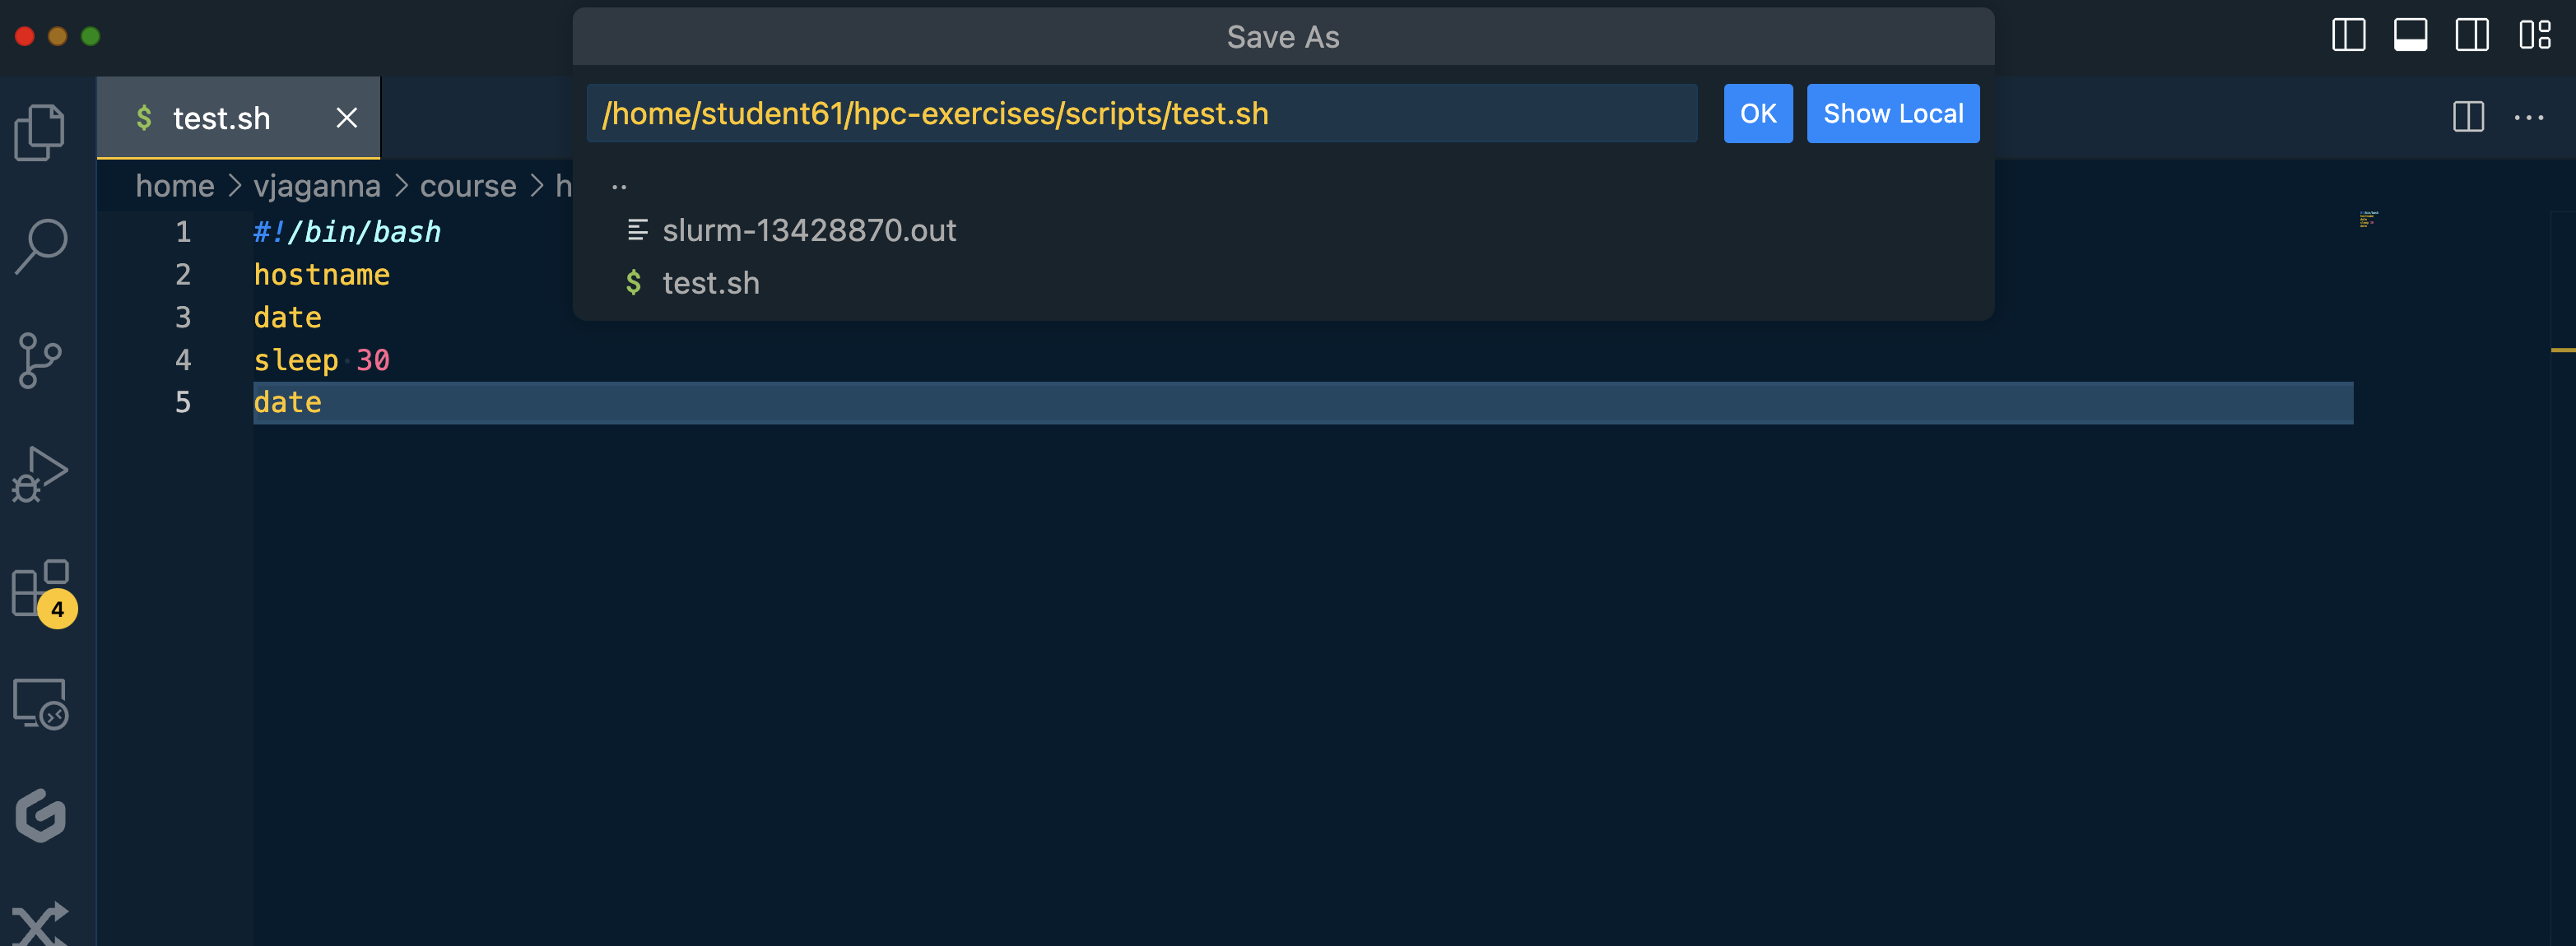 Save As
/home/student61/hpc-exercises/scripts/test.sh OK Show Local
..
slurm-13428870.out
$ test.sh
$ test.sh
home > vjaganna > course > h
1 #!/bin/bash
2 hostname
3 date
4 sleep 30
5 date
4